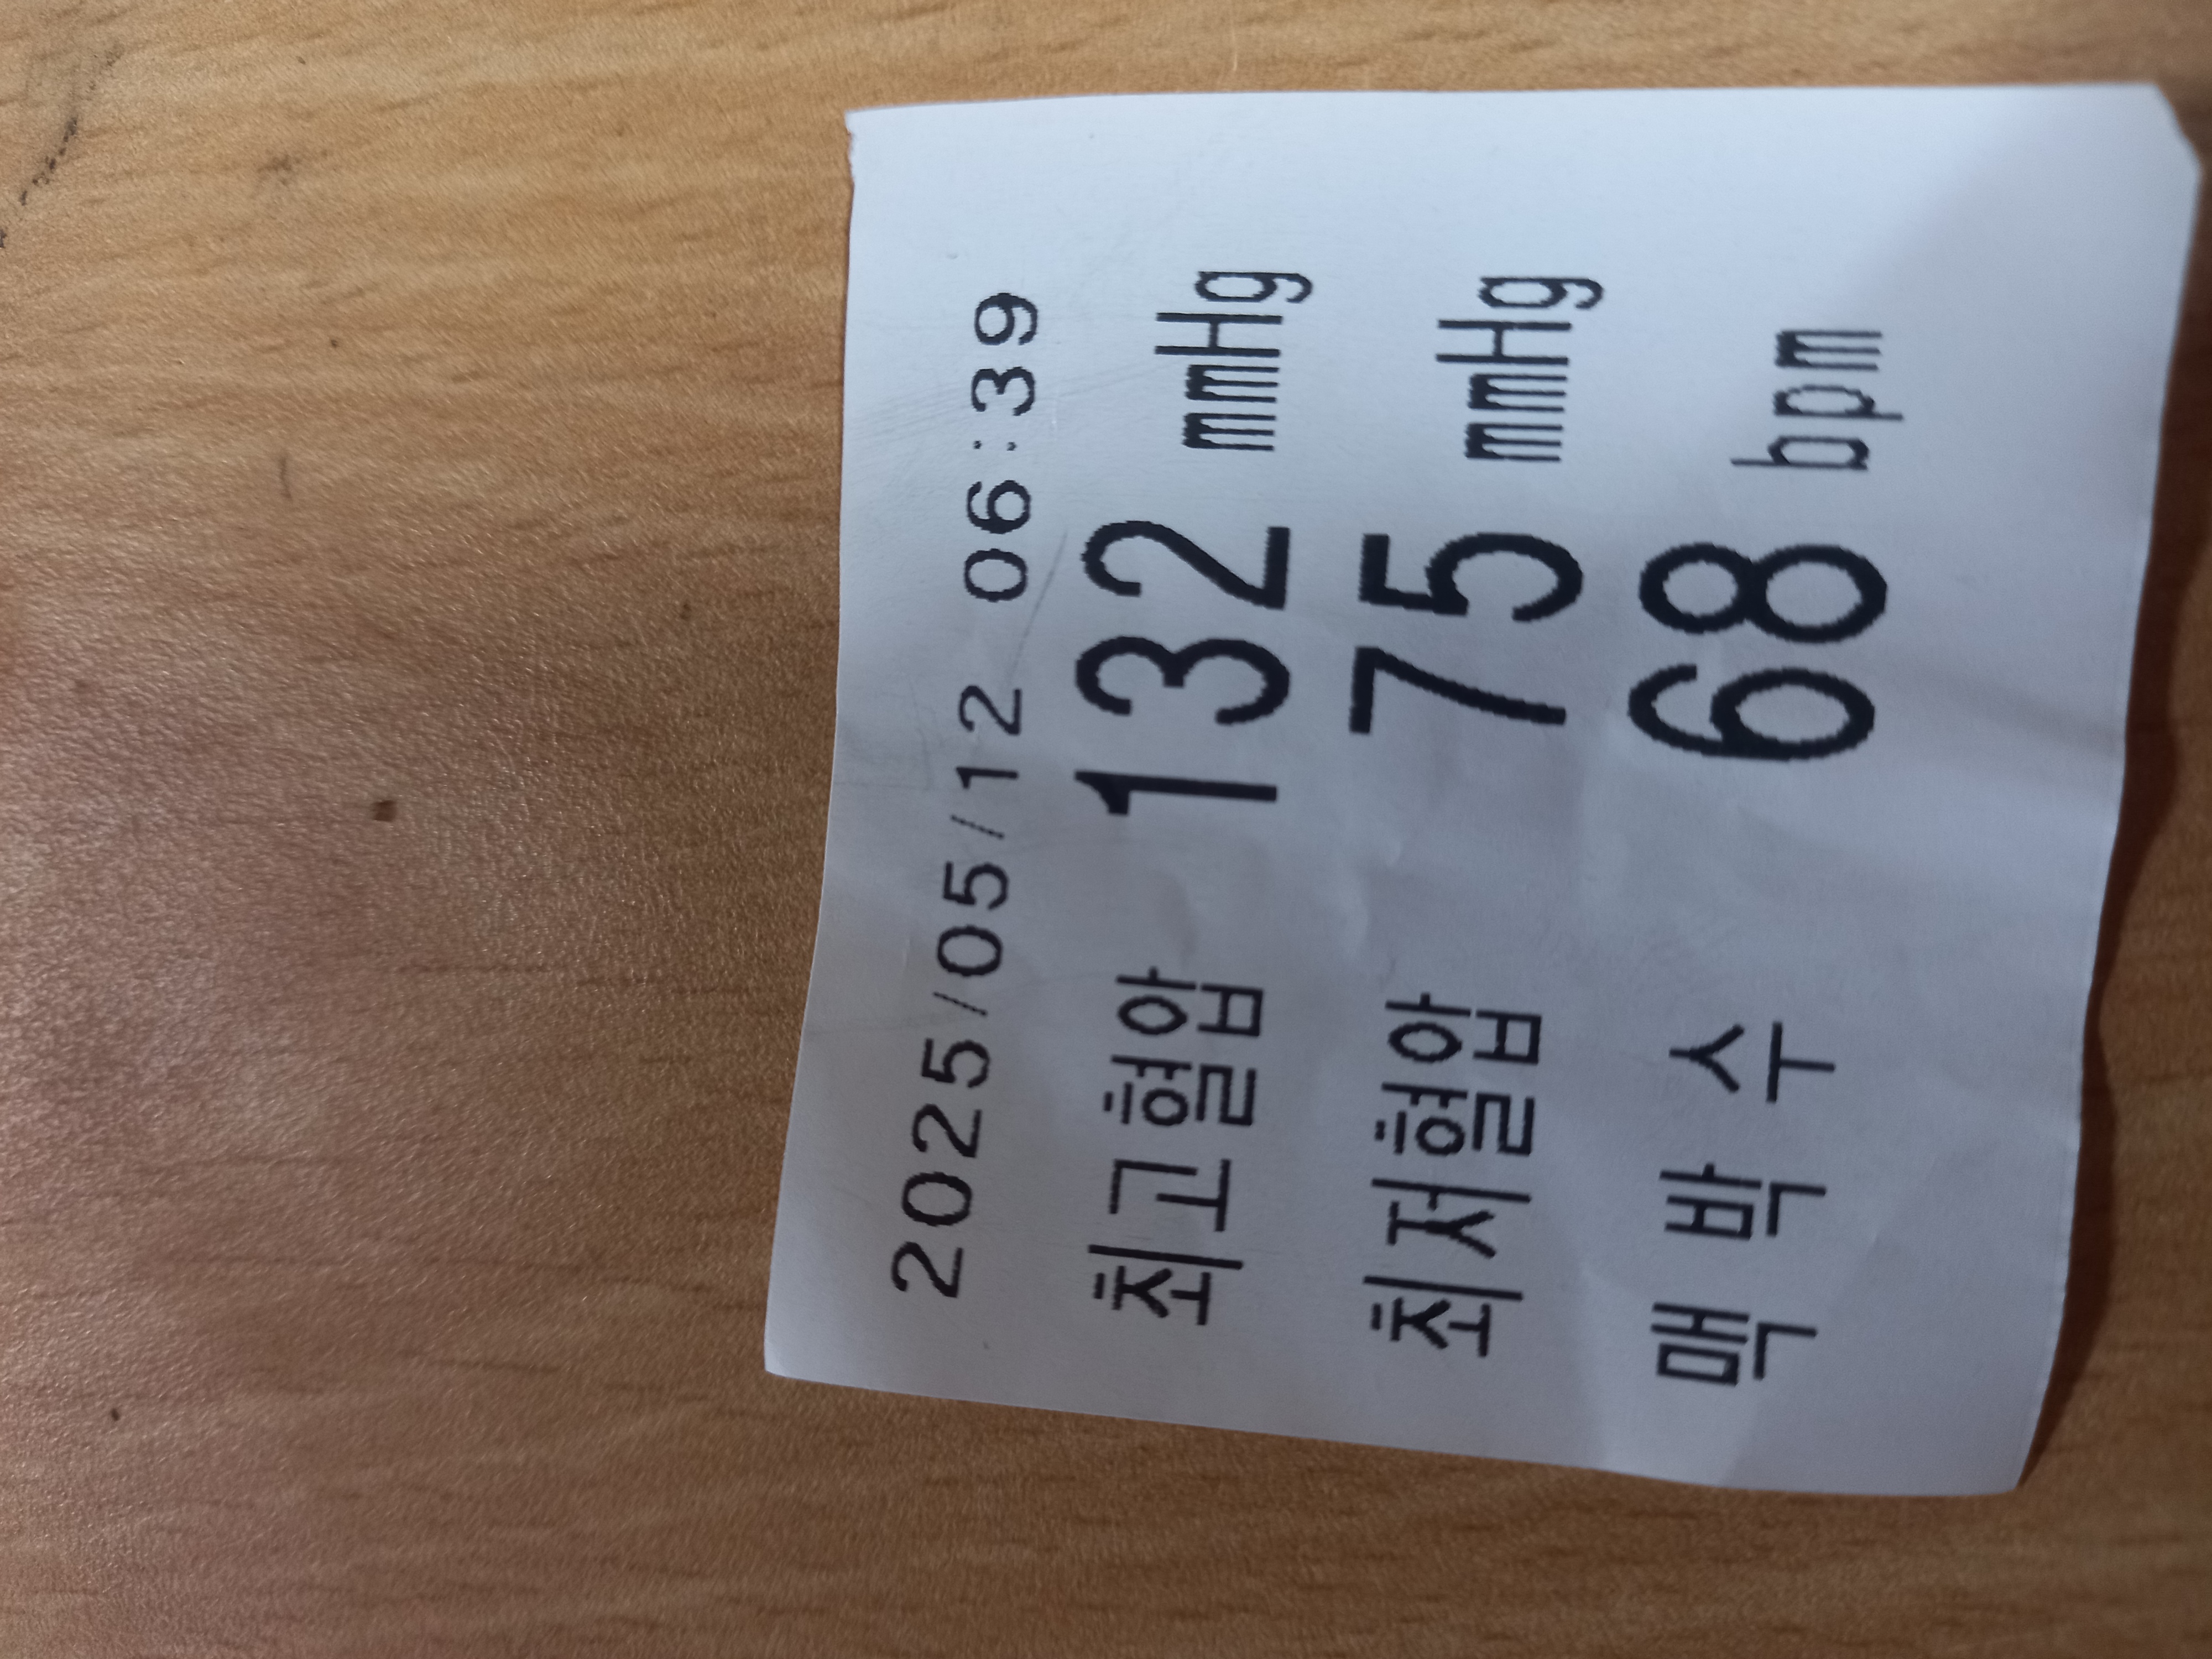 2025/05/12 06:39
최고혈압 132 mmHg
최저혈압 75 mmHg
맥 박 수 68 bpm